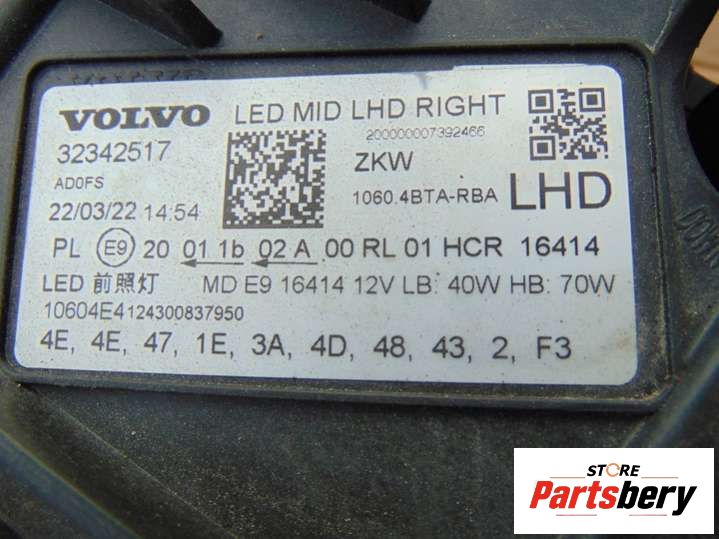 VOLVO LED MID LHD RIGHT
32342517
200000007392466
AD0FS
ZKW
22/03/22 14:54
1060.4BTA-RBA
LHD
PL E9 20 01 1b 02 A 00 RL 01 HCR 16414
LED 前照灯 MD E9 16414 12V LB: 40W HB: 70W
10604E4124300837950
4E, 4E, 47, 1E, 3A, 4D, 48, 43, 2, F3
STORE
Partsbery